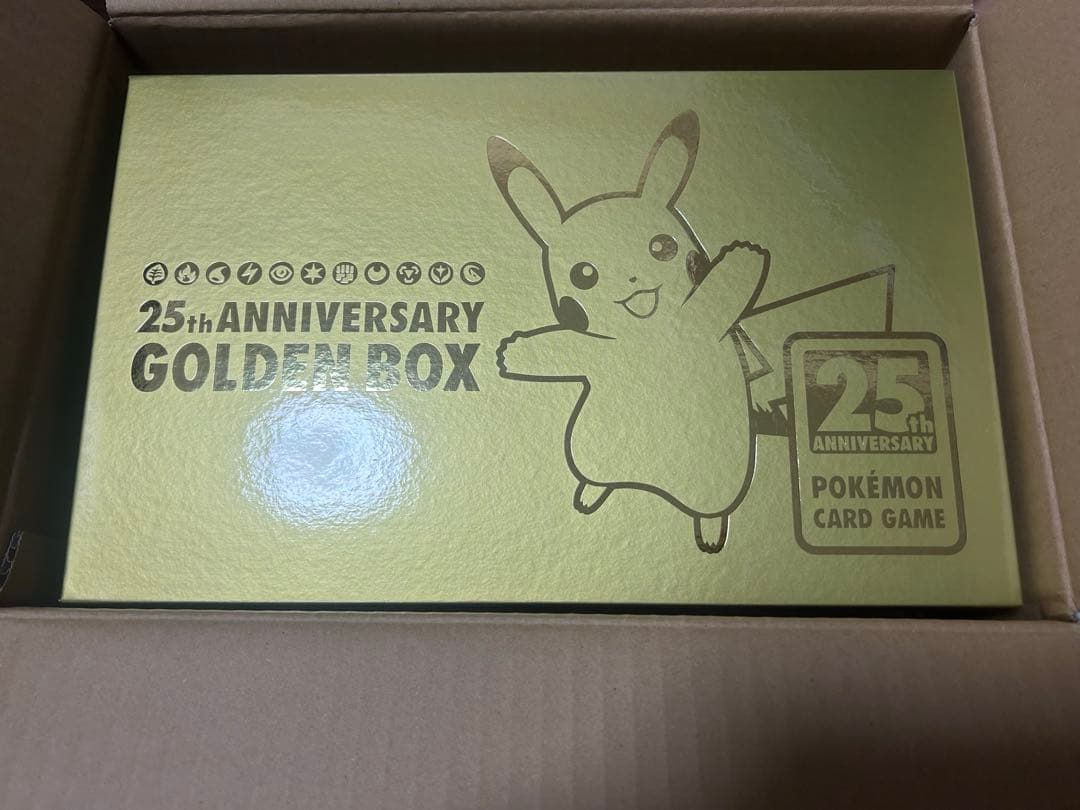 25th ANNIVERSARY
GOLDEN BOX
25th
ANNIVERSARY
POKÉMON
CARD GAME